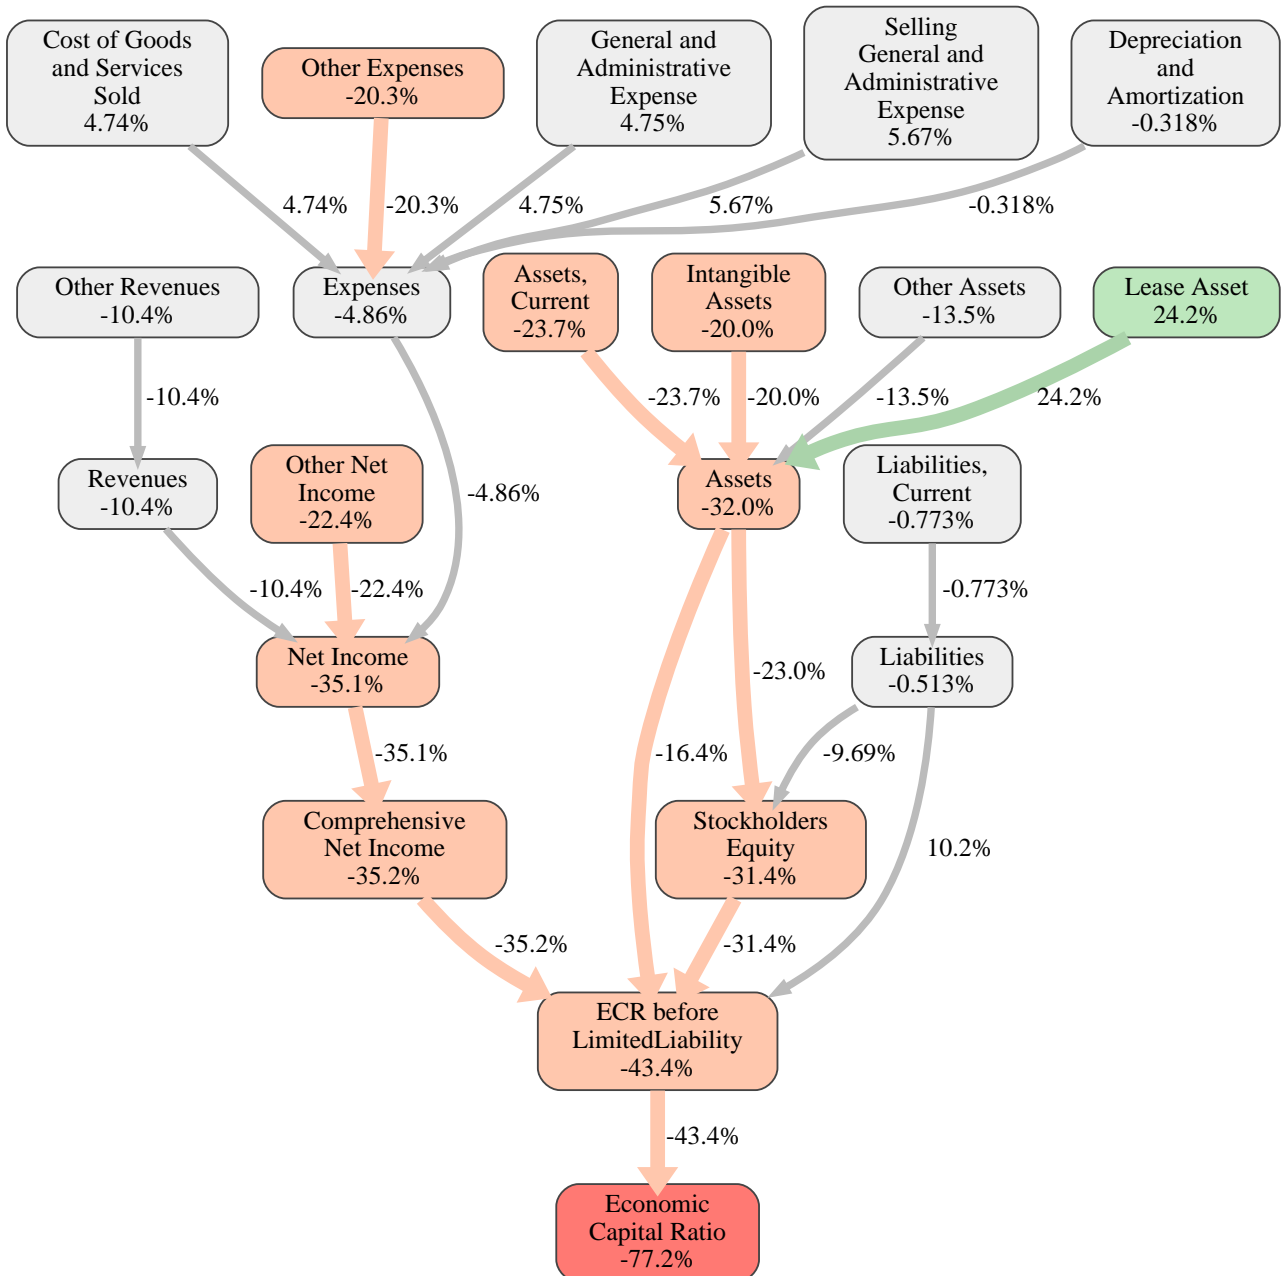 Cost of Goods
and Services
Sold
4.74%
Other Expenses
-20.3%
General and
Administrative
Expense
4.75%
Selling
General and
Administrative
Expense
5.67%
Depreciation
and
Amortization
-0.318%
4.74%
-20.3%
4.75%
5.67%
-0.318%
Other Revenues
-10.4%
Expenses
-4.86%
Assets,
Current
-23.7%
Intangible
Assets
-20.0%
Other Assets
-13.5%
Lease Asset
24.2%
-10.4%
-23.7%
-20.0%
-13.5%
24.2%
Revenues
-10.4%
Other Net
Income
-22.4%
-4.86%
Assets
-32.0%
Liabilities,
Current
-0.773%
-10.4%
-22.4%
-0.773%
Net Income
-35.1%
-23.0%
Liabilities
-0.513%
-35.1%
-16.4%
-9.69%
Comprehensive
Net Income
-35.2%
Stockholders
Equity
-31.4%
10.2%
-35.2%
-31.4%
ECR before
LimitedLiability
-43.4%
-43.4%
Economic
Capital Ratio
-77.2%